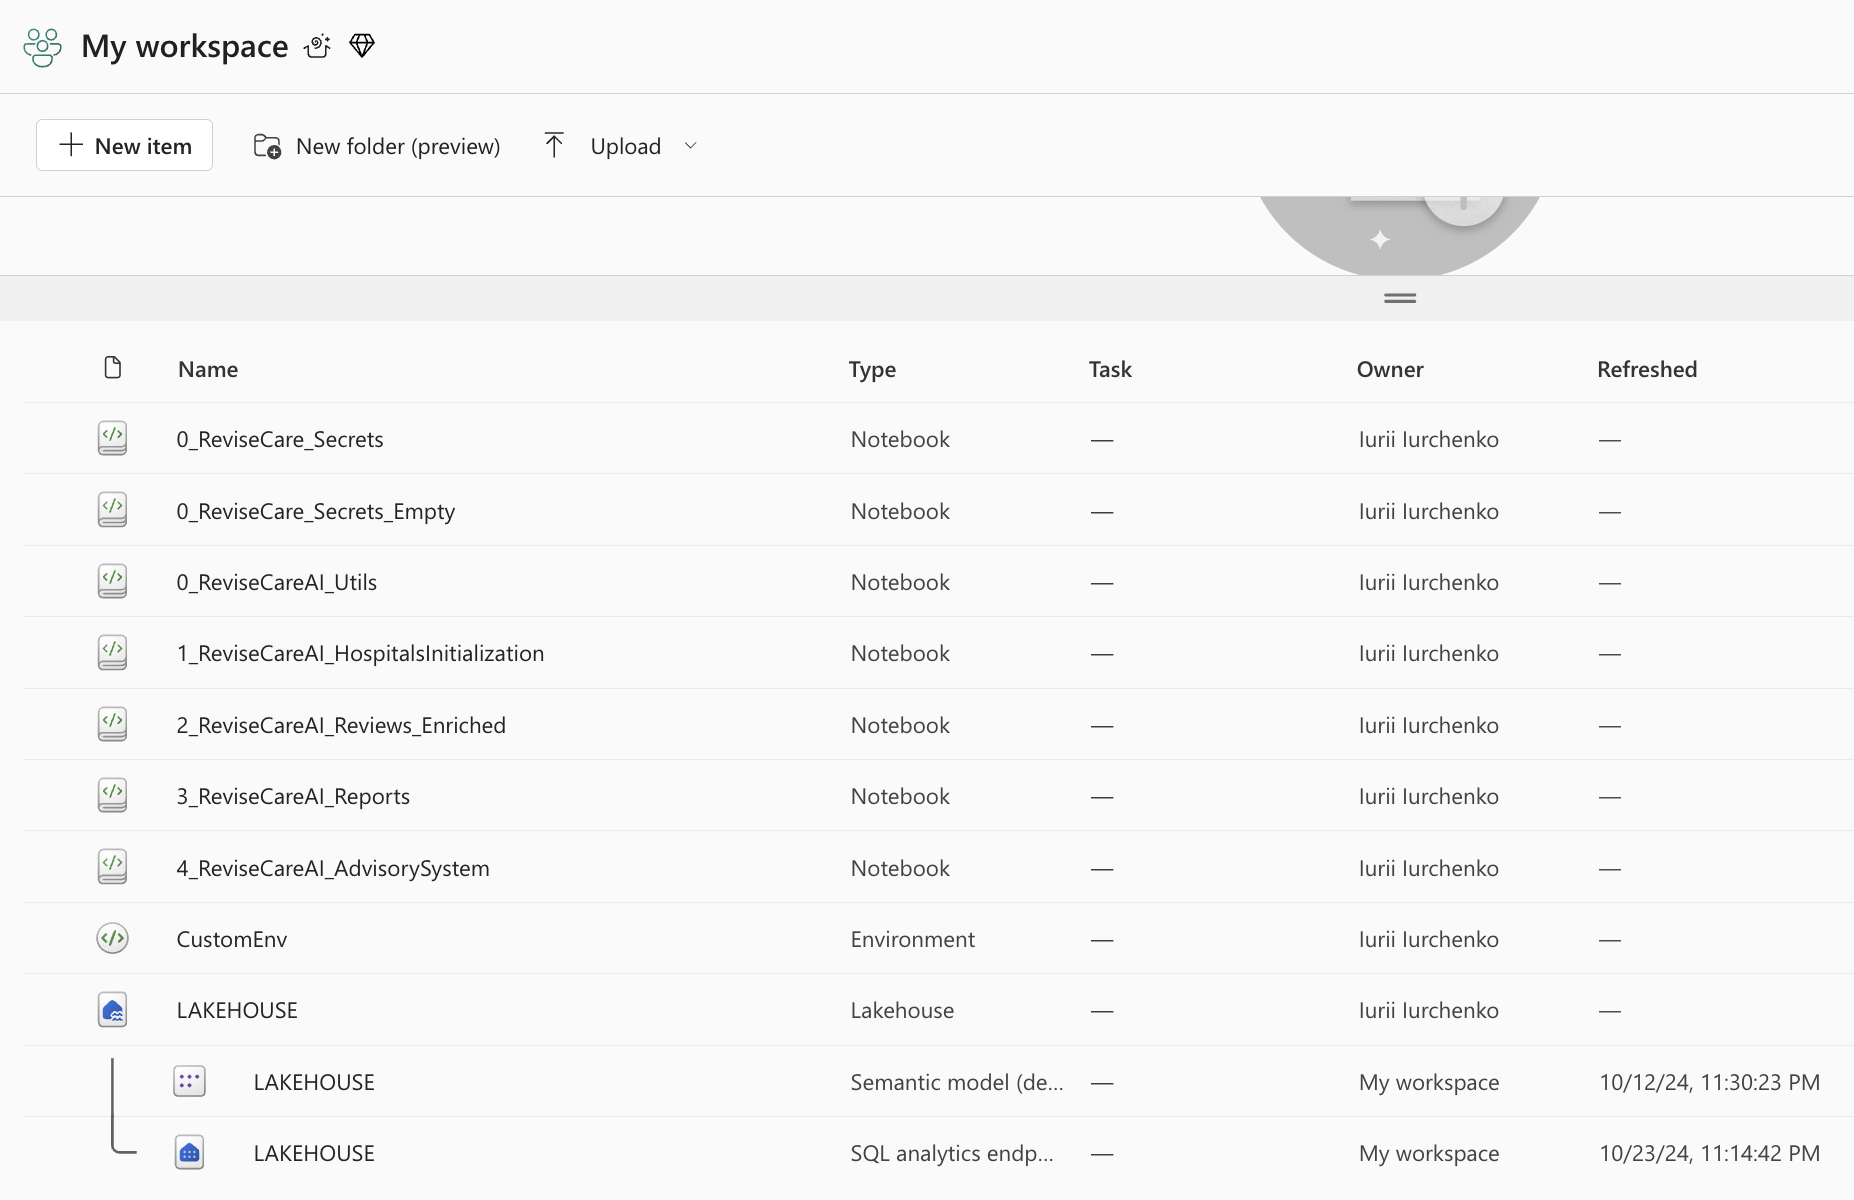 My workspace
New item
New folder (preview)
Upload
Name Type Task Owner Refreshed
0_ReviseCare_Secrets Notebook — Iurii Iurchenko —
0_ReviseCare_Secrets_Empty Notebook — Iurii Iurchenko —
0_ReviseCareAI_Utils Notebook — Iurii Iurchenko —
1_ReviseCareAI_HospitalsInitialization Notebook — Iurii Iurchenko —
2_ReviseCareAI_Reviews_Enriched Notebook — Iurii Iurchenko —
3_ReviseCareAI_Reports Notebook — Iurii Iurchenko —
4_ReviseCareAI_AdvisorySystem Notebook — Iurii Iurchenko —
CustomEnv Environment — Iurii Iurchenko —
LAKEHOUSE Lakehouse — Iurii Iurchenko —
LAKEHOUSE Semantic model (de... — My workspace 10/12/24, 11:30:23 PM
LAKEHOUSE SQL analytics endp... — My workspace 10/23/24, 11:14:42 PM